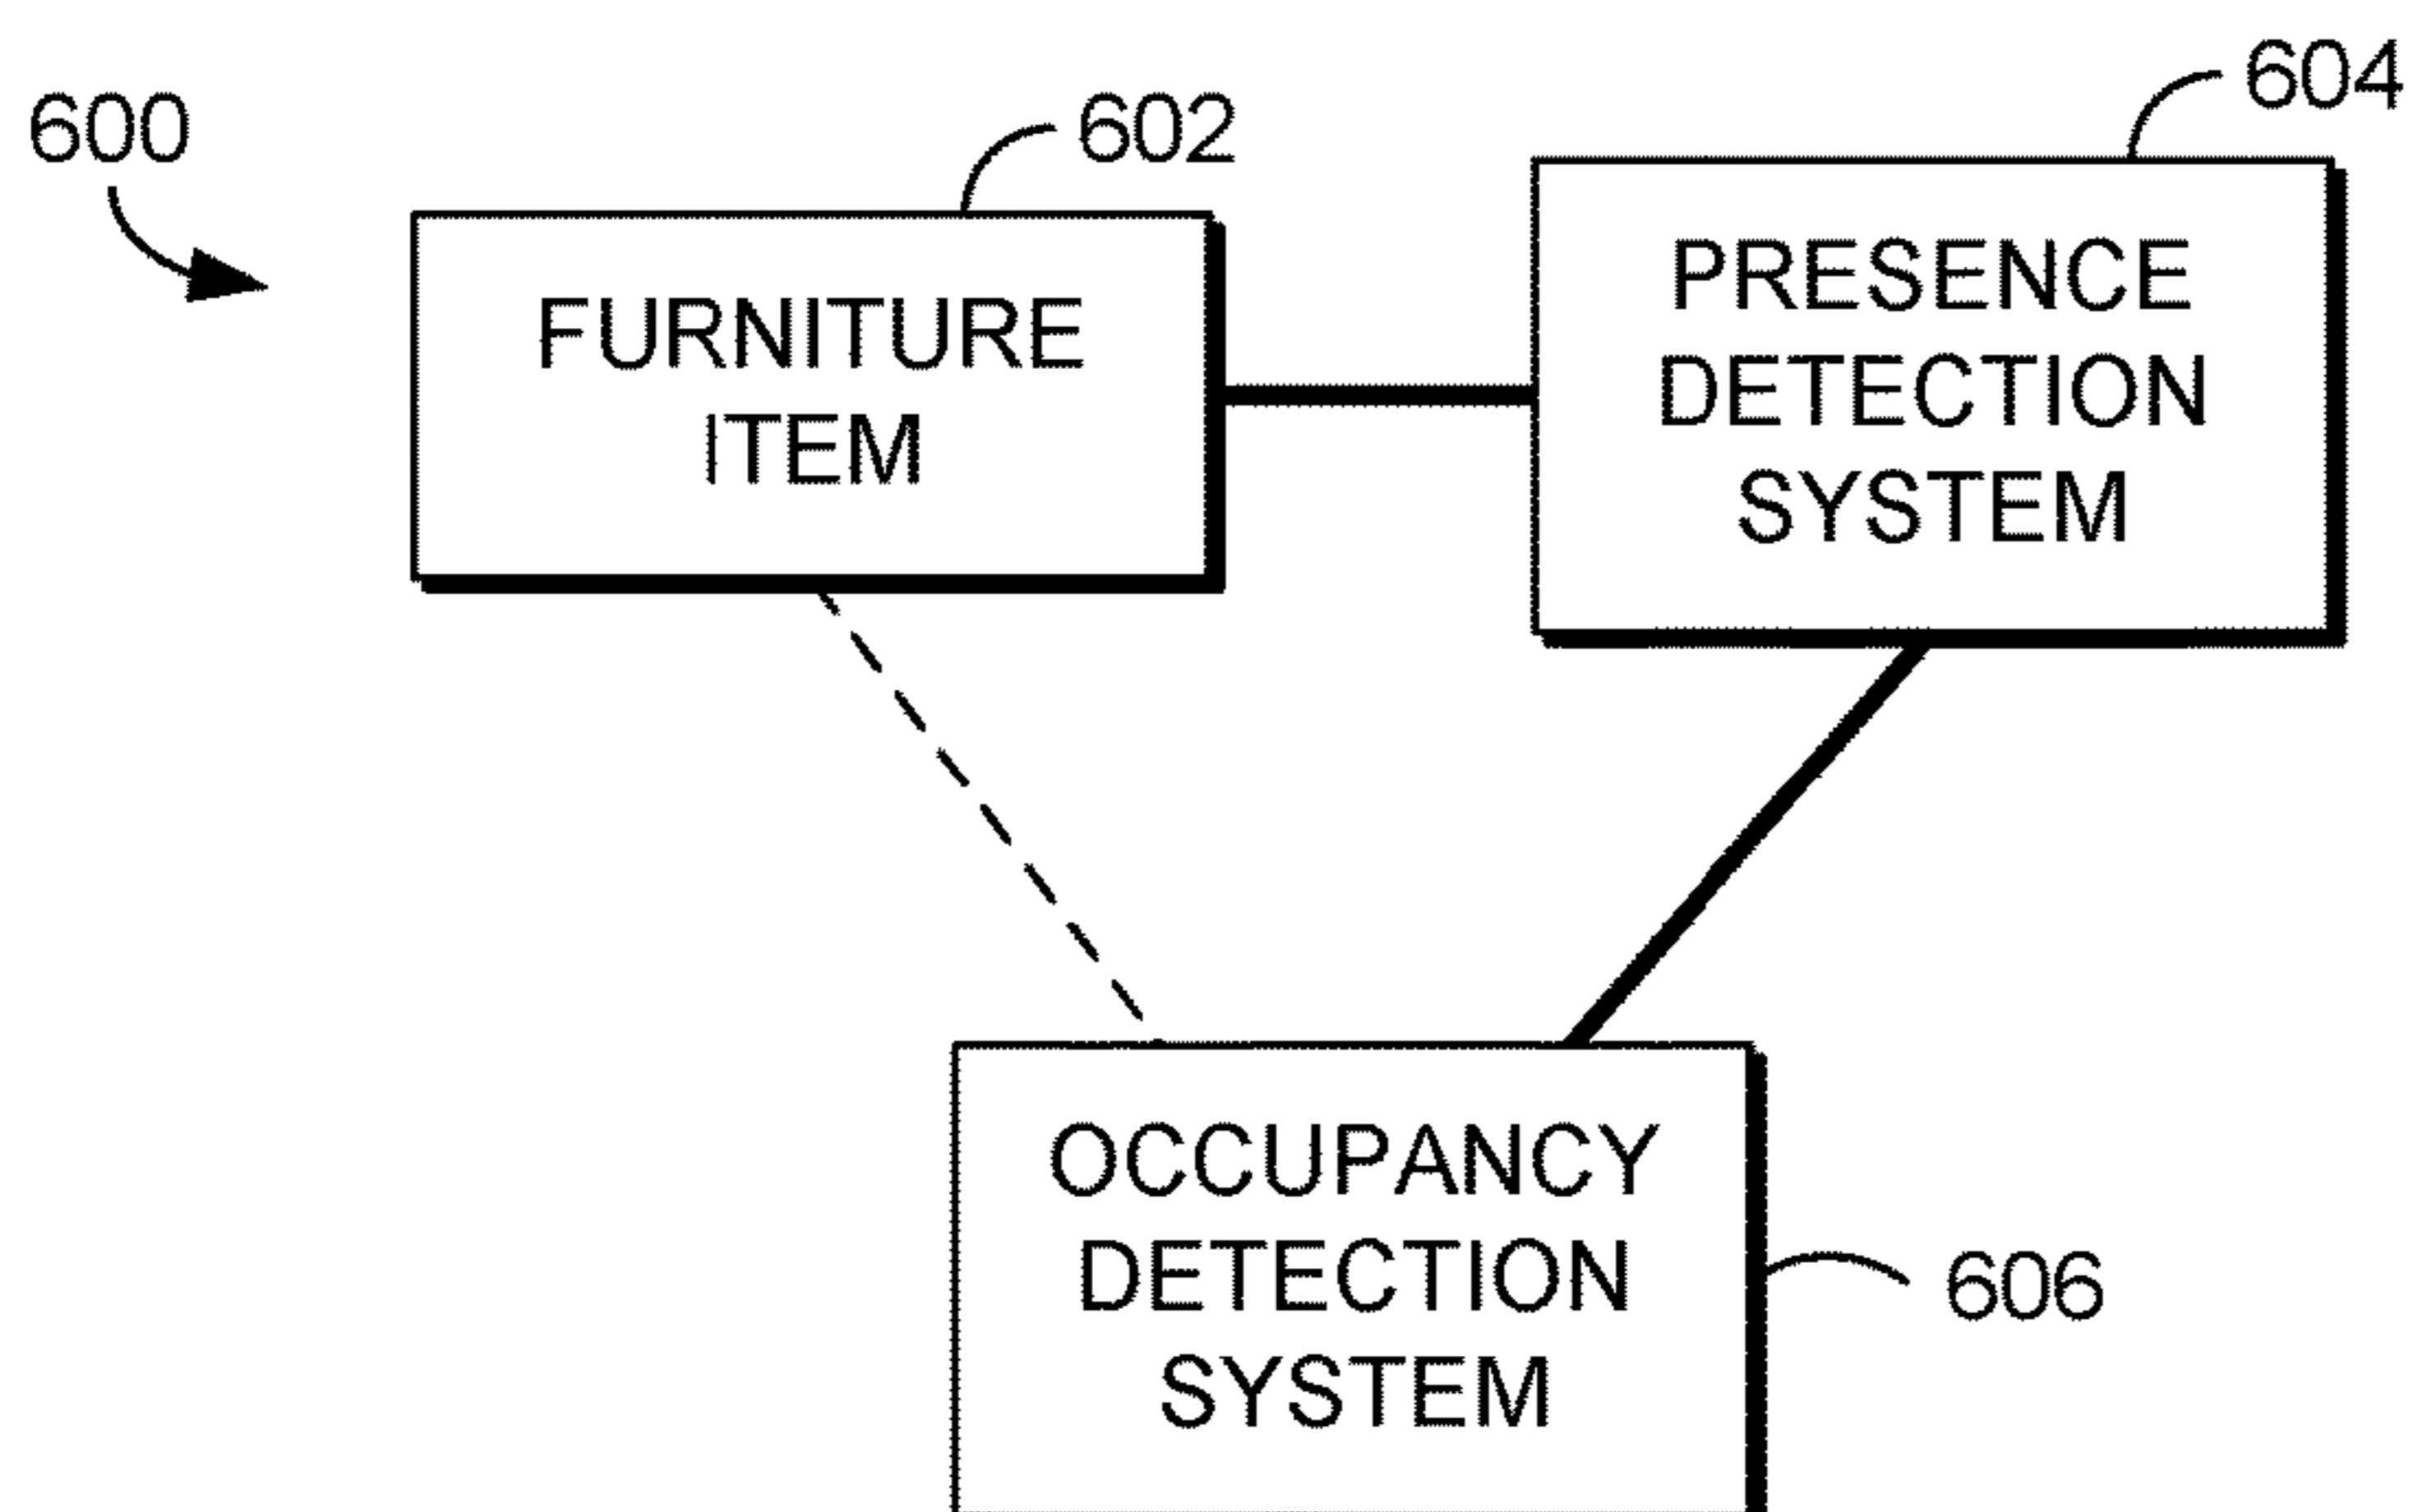 600
602
604
FURNITURE
ITEM
PRESENCE
DETECTION
SYSTEM
OCCUPANCY
DETECTION
SYSTEM
606